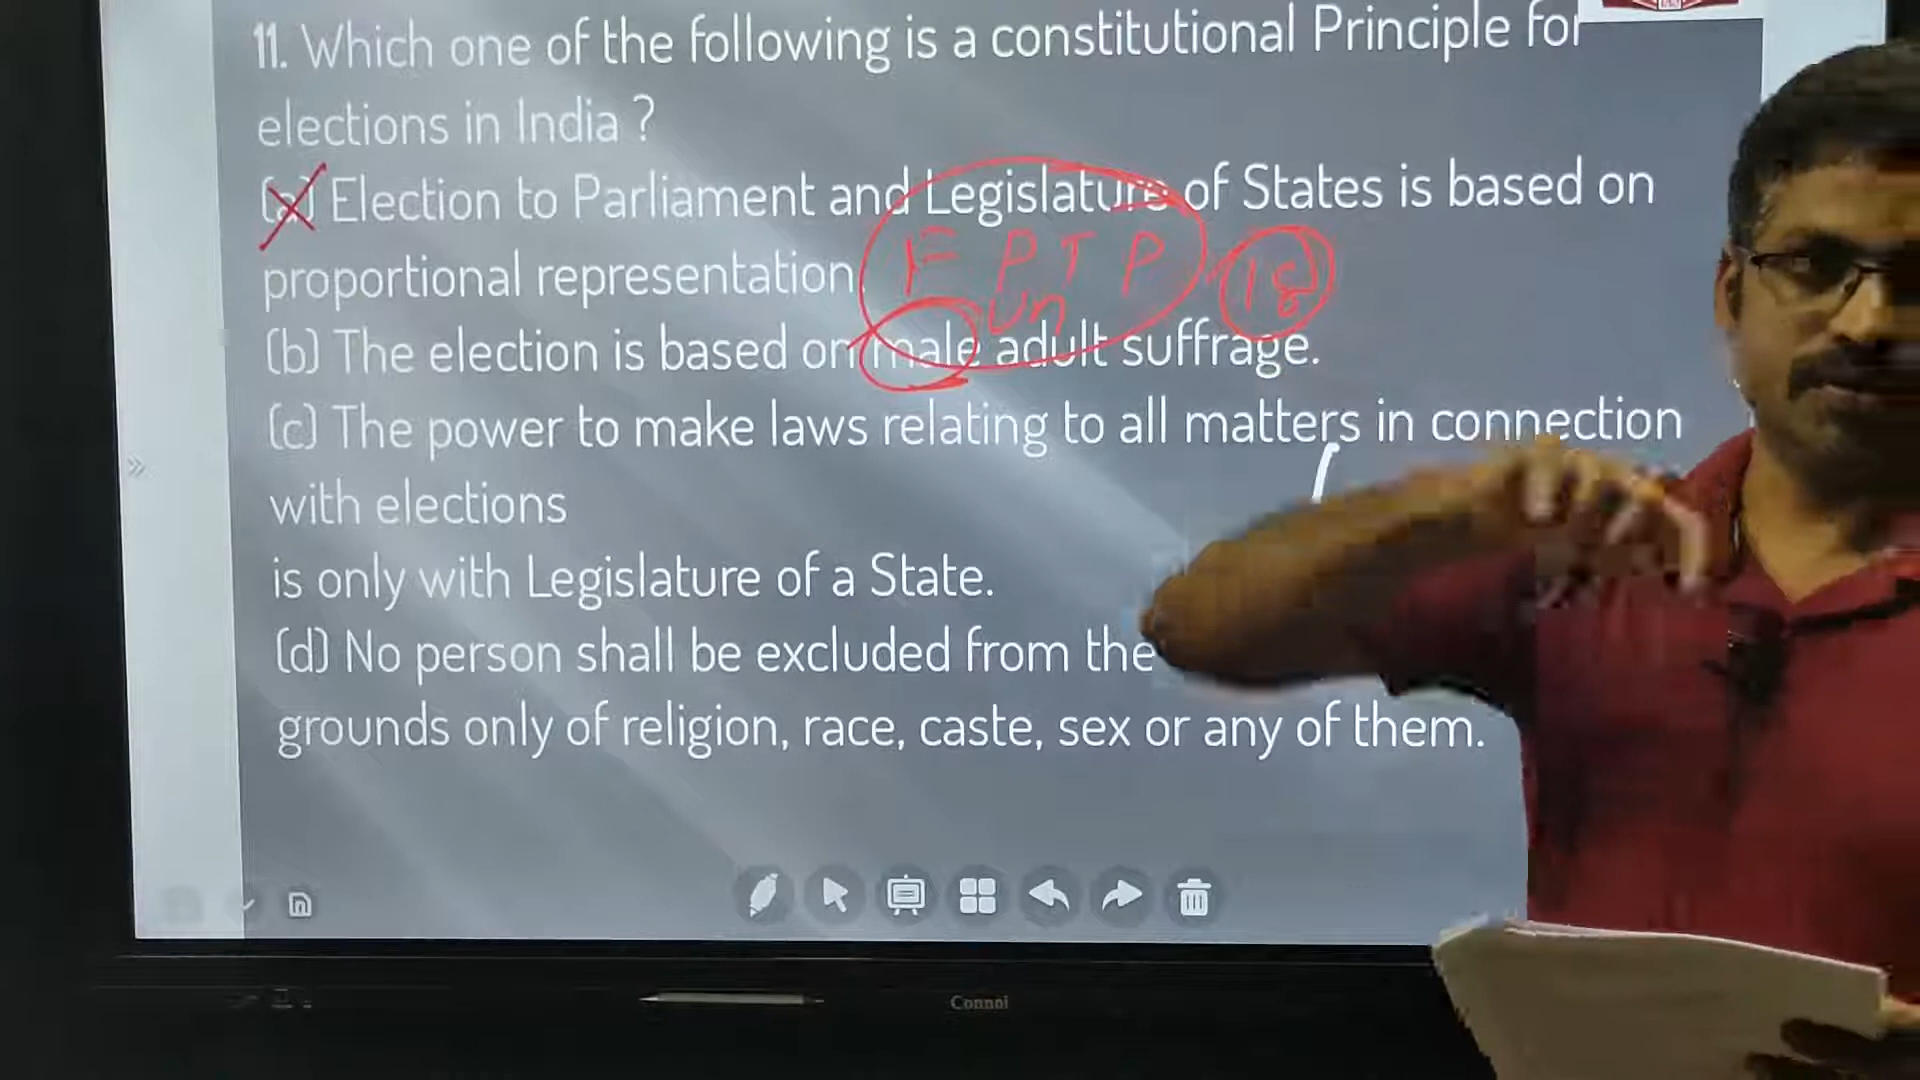 11. Which one of the following is a constitutional Principle for
elections in India ?
(a) Election to Parliament and Legislature of States is based on
proportional representation.
F P T P
18
Un
(b) The election is based on male adult suffrage.
(c) The power to make laws relating to all matters in connection
with elections
is only with Legislature of a State.
(d) No person shall be excluded from the
grounds only of religion, race, caste, sex or any of them.
Connoi